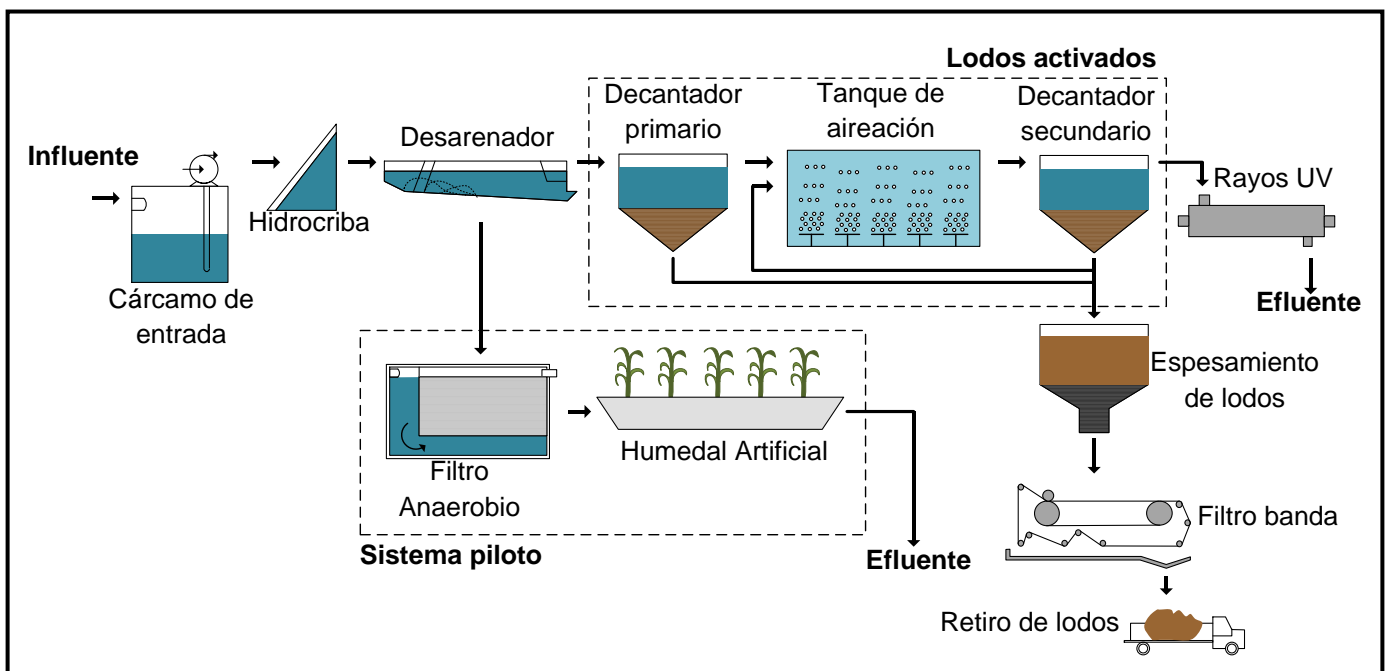 Lodos activados
Decantador
primario
Tanque de
aireación
Decantador
secundario
Influente
Desarenador
Hidrocriba
Rayos UV
Cárcamo de
entrada
Efluente
Espesamiento
de lodos
Humedal Artificial
Filtro
Anaerobio
Sistema piloto
Efluente
Filtro banda
Retiro de lodos